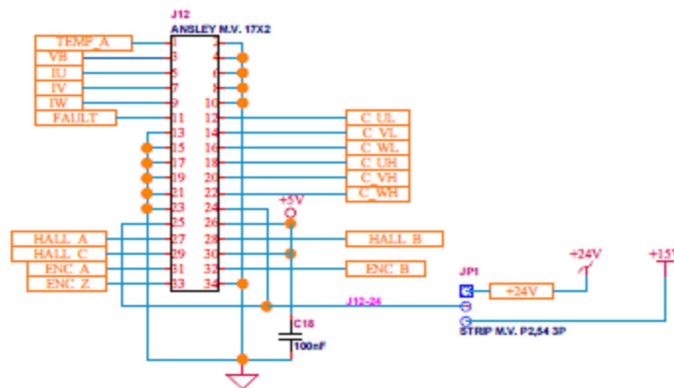 J12
ANSLEY M.V. 17X2
TEMP_A 1 2
VB 3 4
IU 5 6
IV 7 8
IW 9 10
FAULT 11 12 C_UL
13 14 C_VL
15 16 C_WL
17 18 C_UH
19 20 C_VH
21 22 C_WH
23 24 +5V
25 26
HALL_A 27 28 HALL_B
HALL_C 29 30 +24V +15V
ENC_A 31 32 ENC_B JP1
ENC_Z 33 34 +24V
J12-24
C18 STRIP M.V. P2,54 3P
100nF